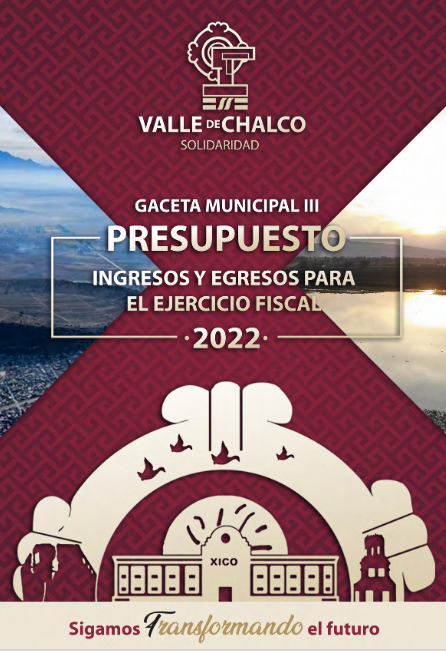 VALLE DE CHALCO
SOLIDARIDAD
GACETA MUNICIPAL III
PRESUPUESTO
INGRESOS Y EGRESOS PARA
EL EJERCICIO FISCAL
·2022·
XICO
Sigamos Transformando el futuro